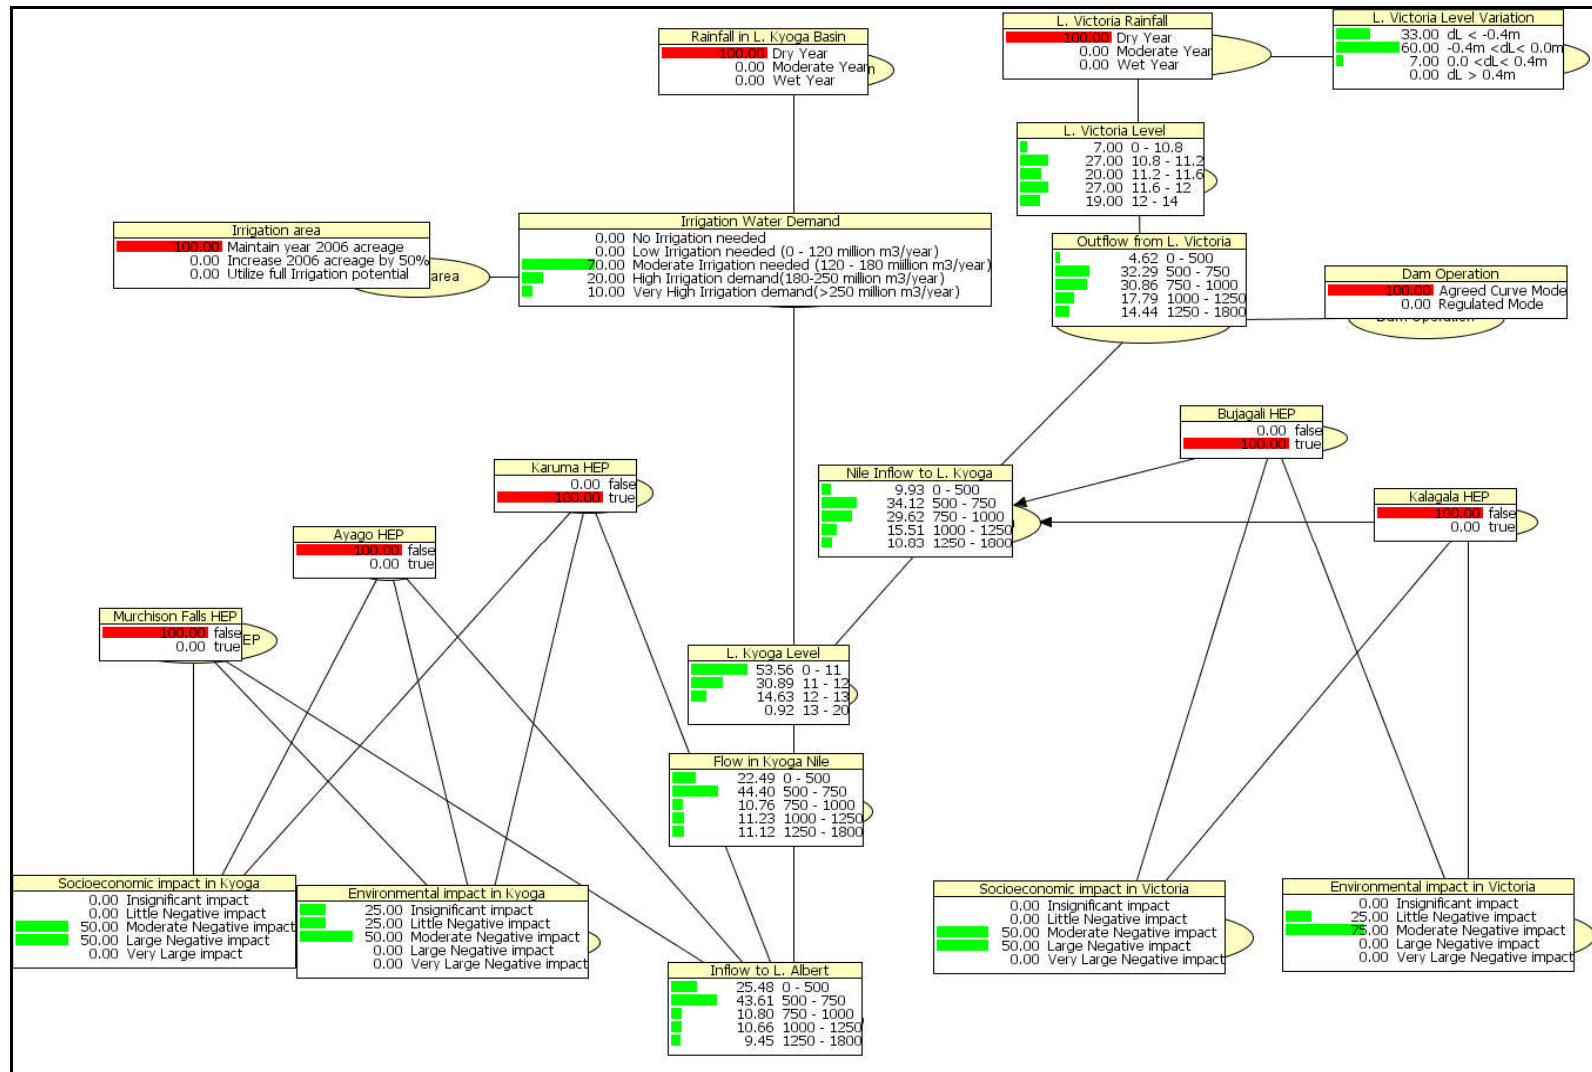 Rainfall in L. Kyoga Basin
100.00 Dry Year
0.00 Moderate Year
0.00 Wet Year
L. Victoria Rainfall
100.00 Dry Year
0.00 Moderate Year
0.00 Wet Year
L. Victoria Level Variation
33.00 dL < -0.4m
60.00 -0.4m <dL< 0.0m
7.00 0.0 <dL< 0.4m
0.00 dL > 0.4m
L. Victoria Level
7.00 0 - 10.8
27.00 10.8 - 11.2
20.00 11.2 - 11.6
27.00 11.6 - 12
19.00 12 - 14
Irrigation area
100.00 Maintain year 2006 acreage
0.00 Increase 2006 acreage by 50%
0.00 Utilize full Irrigation potential
area
Irrigation Water Demand
0.00 No Irrigation needed
0.00 Low Irrigation needed (0 - 120 million m3/year)
70.00 Moderate Irrigation needed (120 - 180 miillion m3/year)
20.00 High Irrigation demand(180-250 million m3/year)
10.00 Very High Irrigation demand(>250 million m3/year)
Outflow from L. Victoria
4.62 0 - 500
32.29 500 - 750
30.86 750 - 1000
17.79 1000 - 1250
14.44 1250 - 1800
Dam Operation
100.00 Agreed Curve Mode
0.00 Regulated Mode
Dam Operation
Bujagali HEP
0.00 false
100.00 true
Karuma HEP
0.00 false
100.00 true
Nile Inflow to L. Kyoga
9.93 0 - 500
34.12 500 - 750
29.62 750 - 1000
15.51 1000 - 1250
10.83 1250 - 1800
Kalagala HEP
100.00 false
0.00 true
Ayago HEP
100.00 false
0.00 true
Murchison Falls HEP
100.00 false
0.00 true
EP
L. Kyoga Level
53.56 0 - 11
30.89 11 - 12
14.63 12 - 13
0.92 13 - 20
Flow in Kyoga Nile
22.49 0 - 500
44.40 500 - 750
10.76 750 - 1000
11.23 1000 - 1250
11.12 1250 - 1800
Socioeconomic impact in Kyoga
0.00 Insignificant impact
0.00 Little Negative impact
50.00 Moderate Negative impact
50.00 Large Negative impact
0.00 Very Large impact
Environmental impact in Kyoga
25.00 Insignificant impact
25.00 Little Negative impact
50.00 Moderate Negative impact
0.00 Large Negative impact
0.00 Very Large Negative impact
Socioeconomic impact in Victoria
0.00 Insignificant impact
0.00 Little Negative impact
50.00 Moderate Negative impact
50.00 Large Negative impact
0.00 Very Large Negative impact
Environmental impact in Victoria
0.00 Insignificant impact
25.00 Little Negative impact
75.00 Moderate Negative impact
0.00 Large Negative impact
0.00 Very Large Negative impact
Inflow to L. Albert
25.48 0 - 500
43.61 500 - 750
10.80 750 - 1000
10.66 1000 - 1250
9.45 1250 - 1800